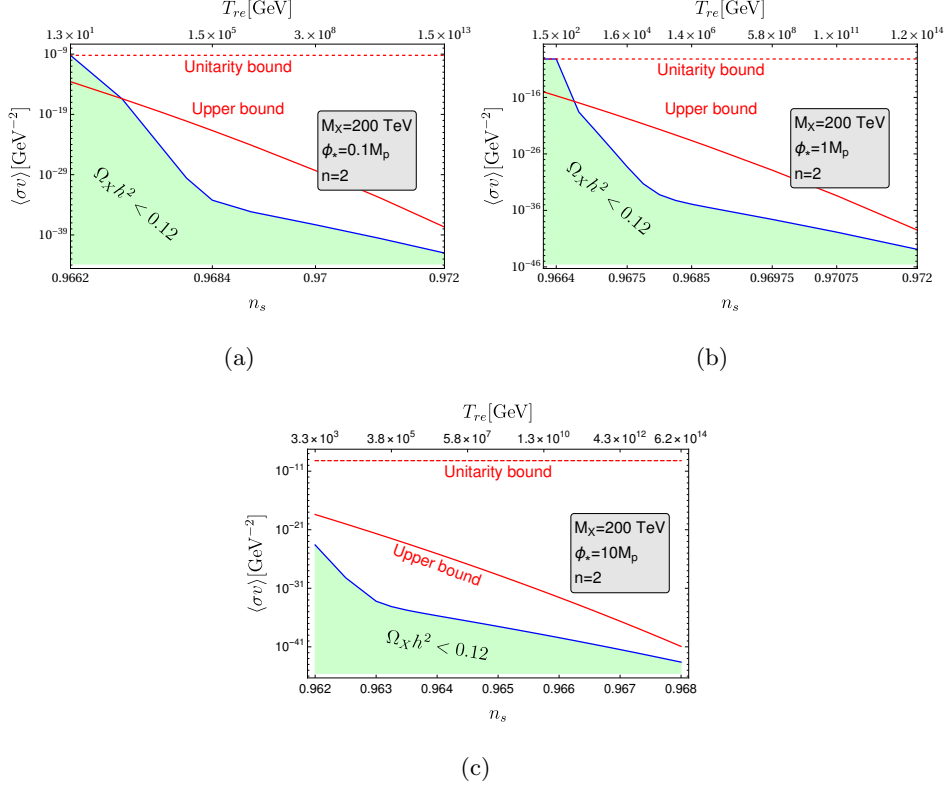 T_{re}[GeV]
1.3×10^1 1.5×10^5 3.×10^8 1.5×10^13
10^-9
10^-19
10^-29
10^-39
⟨σv⟩[GeV^-2]
Unitarity bound
Upper bound
M_X=200 TeV
ϕ_*=0.1M_p
n=2
Ω_X h^2 < 0.12
0.9662 0.9684 0.97 0.972
n_s
(a)
T_{re}[GeV]
1.5×10^2 1.6×10^4 1.4×10^6 5.8×10^8 1.×10^11 1.2×10^14
10^-16
10^-26
10^-36
10^-46
⟨σv⟩[GeV^-2]
Unitarity bound
Upper bound
M_X=200 TeV
ϕ_*=1M_p
n=2
Ω_X h^2 < 0.12
0.9664 0.9675 0.9685 0.96975 0.97075 0.972
n_s
(b)
T_{re}[GeV]
3.3×10^3 3.8×10^5 5.8×10^7 1.3×10^10 4.3×10^12 6.2×10^14
10^-11
10^-21
10^-31
10^-41
⟨σv⟩[GeV^-2]
Unitarity bound
Upper bound
M_X=200 TeV
ϕ_*=10M_p
n=2
Ω_X h^2 < 0.12
0.962 0.963 0.964 0.965 0.966 0.967 0.968
n_s
(c)